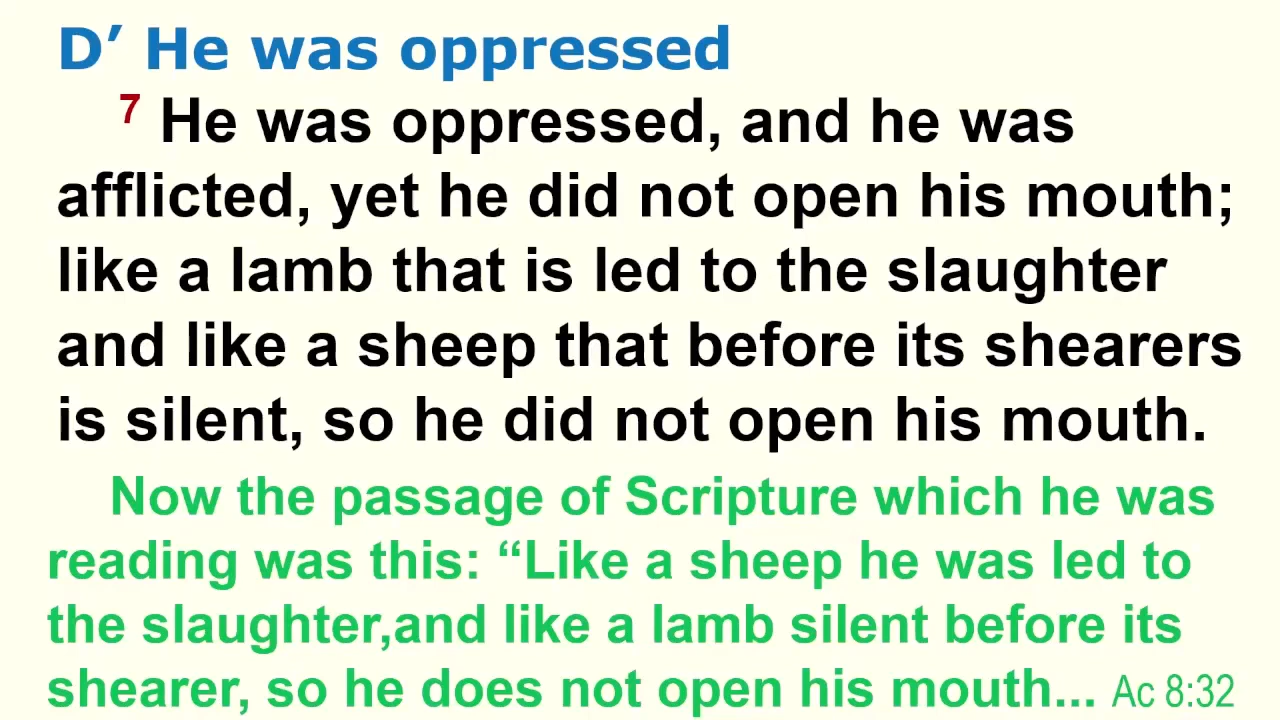 D’ He was oppressed
7 He was oppressed, and he was
afflicted, yet he did not open his mouth;
like a lamb that is led to the slaughter
and like a sheep that before its shearers
is silent, so he did not open his mouth.
Now the passage of Scripture which he was
reading was this: “Like a sheep he was led to
the slaughter,and like a lamb silent before its
shearer, so he does not open his mouth... Ac 8:32